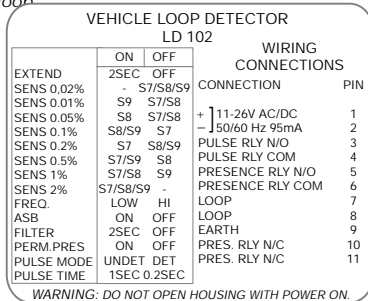 VEHICLE LOOP DETECTOR
LD 102
ON OFF
EXTEND 2SEC OFF
SENS 0,02% - S7/S8/S9
SENS 0.01% S9 S7/S8
SENS 0.05% S8 S7/S8
SENS 0.1% S8/S9 S7
SENS 0.2% S7 S8/S9
SENS 0.5% S7/S9 S8
SENS 1% S7/S8 S9
SENS 2% S7/S8/S9 -
FREQ. LOW HI
ASB ON OFF
FILTER 2SEC OFF
PERM.PRES ON OFF
PULSE MODE UNDET DET
PULSE TIME 1SEC 0.2SEC
WIRING
CONNECTIONS
CONNECTION PIN
+ 11-26V AC/DC 1
- 50/60 Hz 95mA 2
PULSE RLY N/O 3
PULSE RLY COM 4
PRESENCE RLY N/O 5
PRESENCE RLY COM 6
LOOP 7
LOOP 8
EARTH 9
PRES. RLY N/C 10
PRES. RLY N/C 11
WARNING: DO NOT OPEN HOUSING WITH POWER ON.